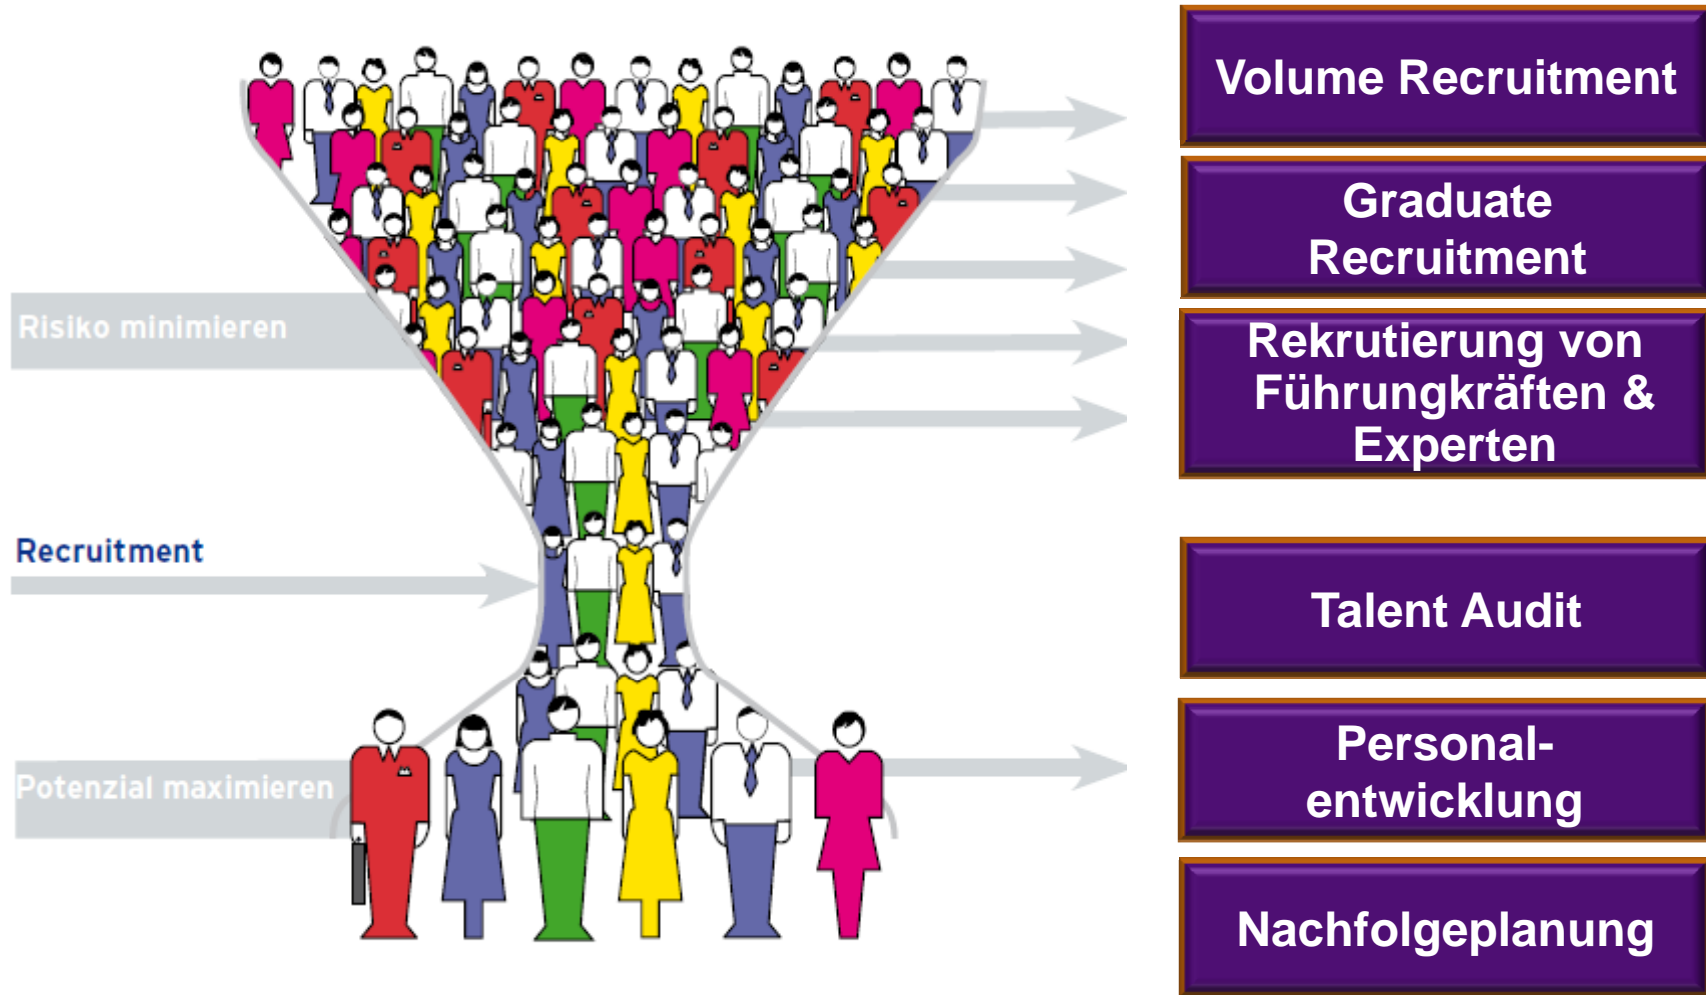 Volume Recruitment
Graduate
Recruitment
Risiko minimieren
Rekrutierung von
Führungkräften &
Experten
Recruitment
Talent Audit
Potenzial maximieren
Personal-
entwicklung
Nachfolgeplanung